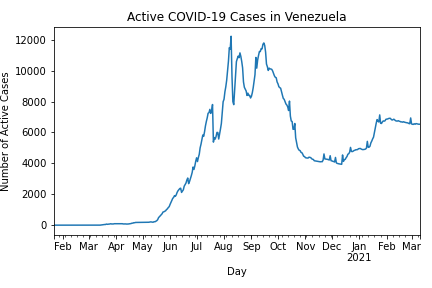 Active COVID-19 Cases in Venezuela
Number of Active Cases
12000
10000
8000
6000
4000
2000
0
Feb Mar Apr May Jun Jul Aug Sep Oct Nov Dec Jan Feb Mar
2021
Day